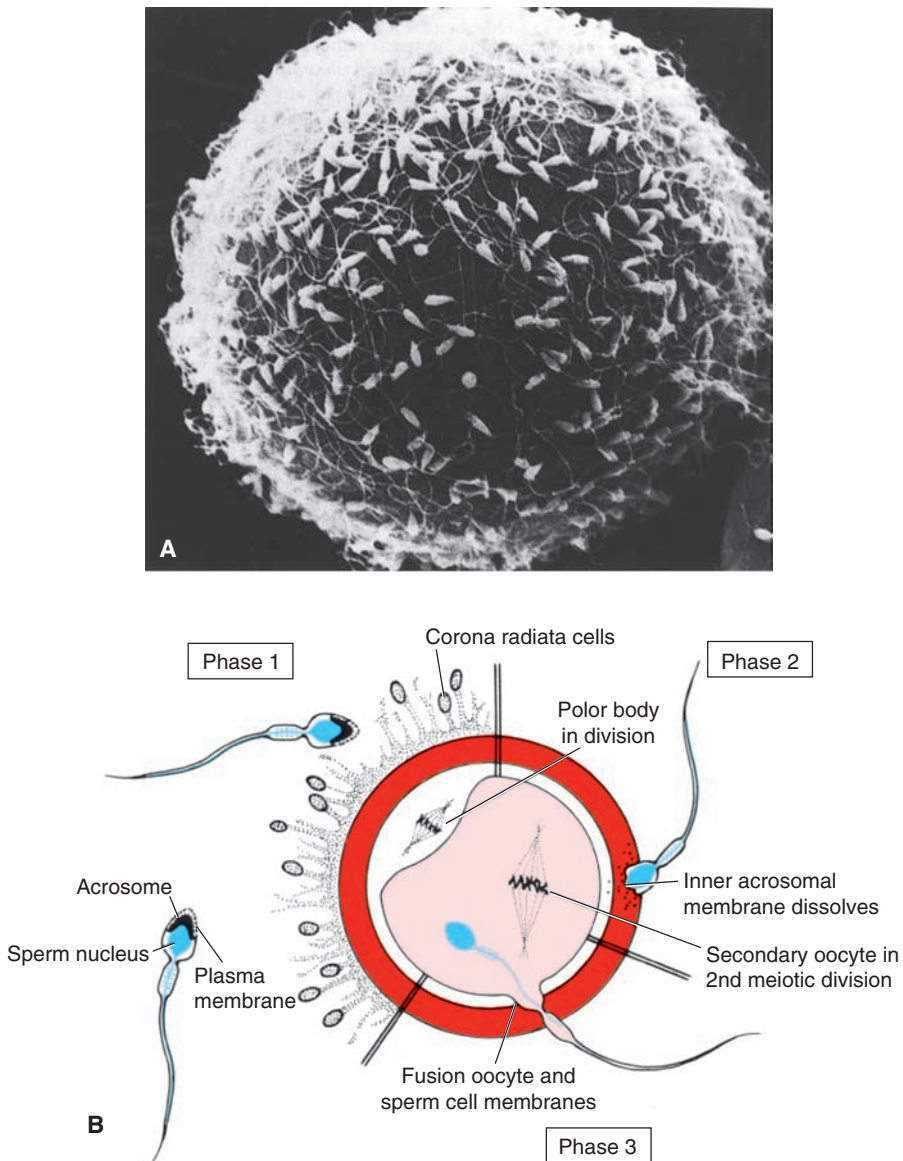 A
Phase 1
Corona radiata cells
Phase 2
Polor body
in division
Acrosome
Sperm nucleus
Plasma
membrane
Inner acrosomal
membrane dissolves
Secondary oocyte in
2nd meiotic division
Fusion oocyte and
sperm cell membranes
B
Phase 3